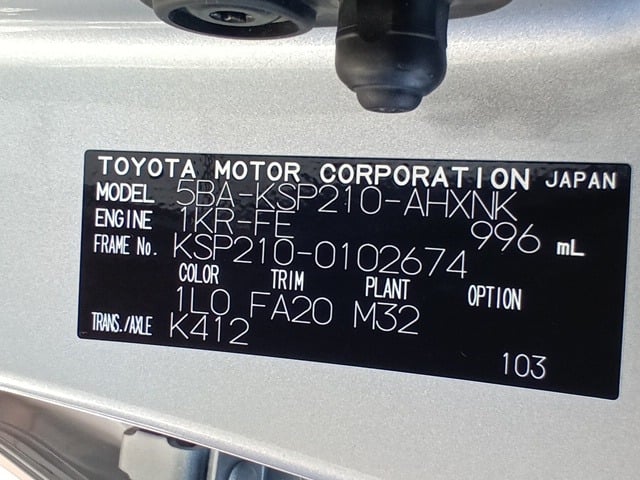 TOYOTA MOTOR CORPORATION JAPAN
MODEL 5BA-KSP210-AHXNK
ENGINE 1KR-FE 996 mL
FRAME No. KSP210-0102674
COLOR TRIM PLANT OPTION
1L0 FA20 M32
TRANS./AXLE K412
103